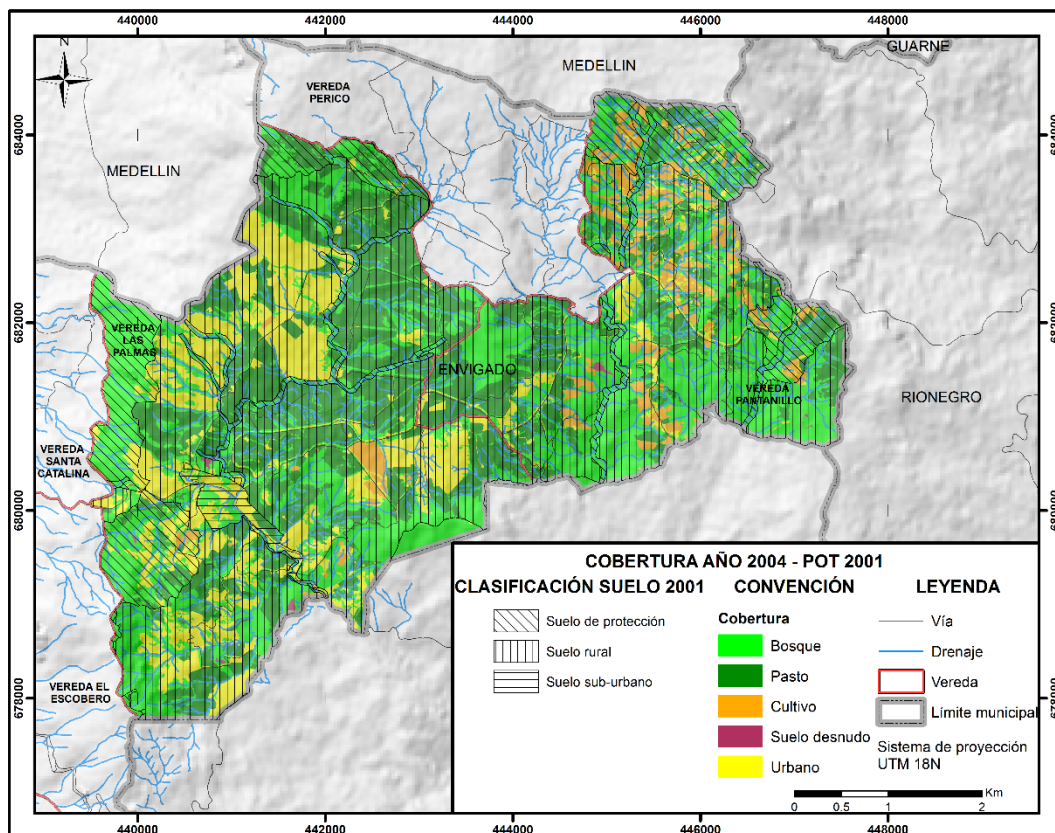 440000 442000 444000 446000 448000
N
GUARNE
MEDELLIN
VEREDA
PERICO
684000
684000
MEDELLIN
682000
682000
VEREDA
LAS
PALMAS
ENVIGADO
VEREDA
PANTANILLO
RIONEGRO
VEREDA
SANTA
CATALINA
680000
680000
VEREDA EL
ESCOBERO
678000
678000
COBERTURA AÑO 2004 - POT 2001
CLASIFICACIÓN SUELO 2001
Suelo de protección
Suelo rural
Suelo sub-urbano
CONVENCIÓN
Cobertura
Bosque
Pasto
Cultivo
Suelo desnudo
Urbano
LEYENDA
Vía
Drenaje
Vereda
Límite municipal
Sistema de proyección
UTM 18N
Km
0 0.5 1 2
440000 442000 444000 446000 448000